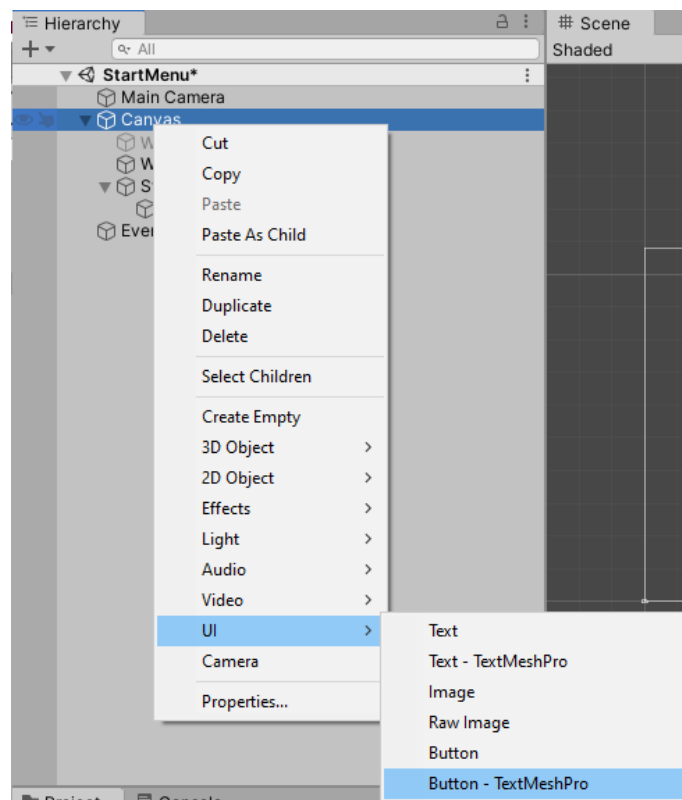 Hierarchy
# Scene
All
Shaded
StartMenu*
Main Camera
Canvas
W
W
S
Cut
Copy
Paste
Paste As Child
Rename
Duplicate
Delete
Select Children
Create Empty
3D Object
2D Object
Effects
Light
Audio
Video
UI
Camera
Properties...
Text
Text - TextMeshPro
Image
Raw Image
Button
Button - TextMeshPro